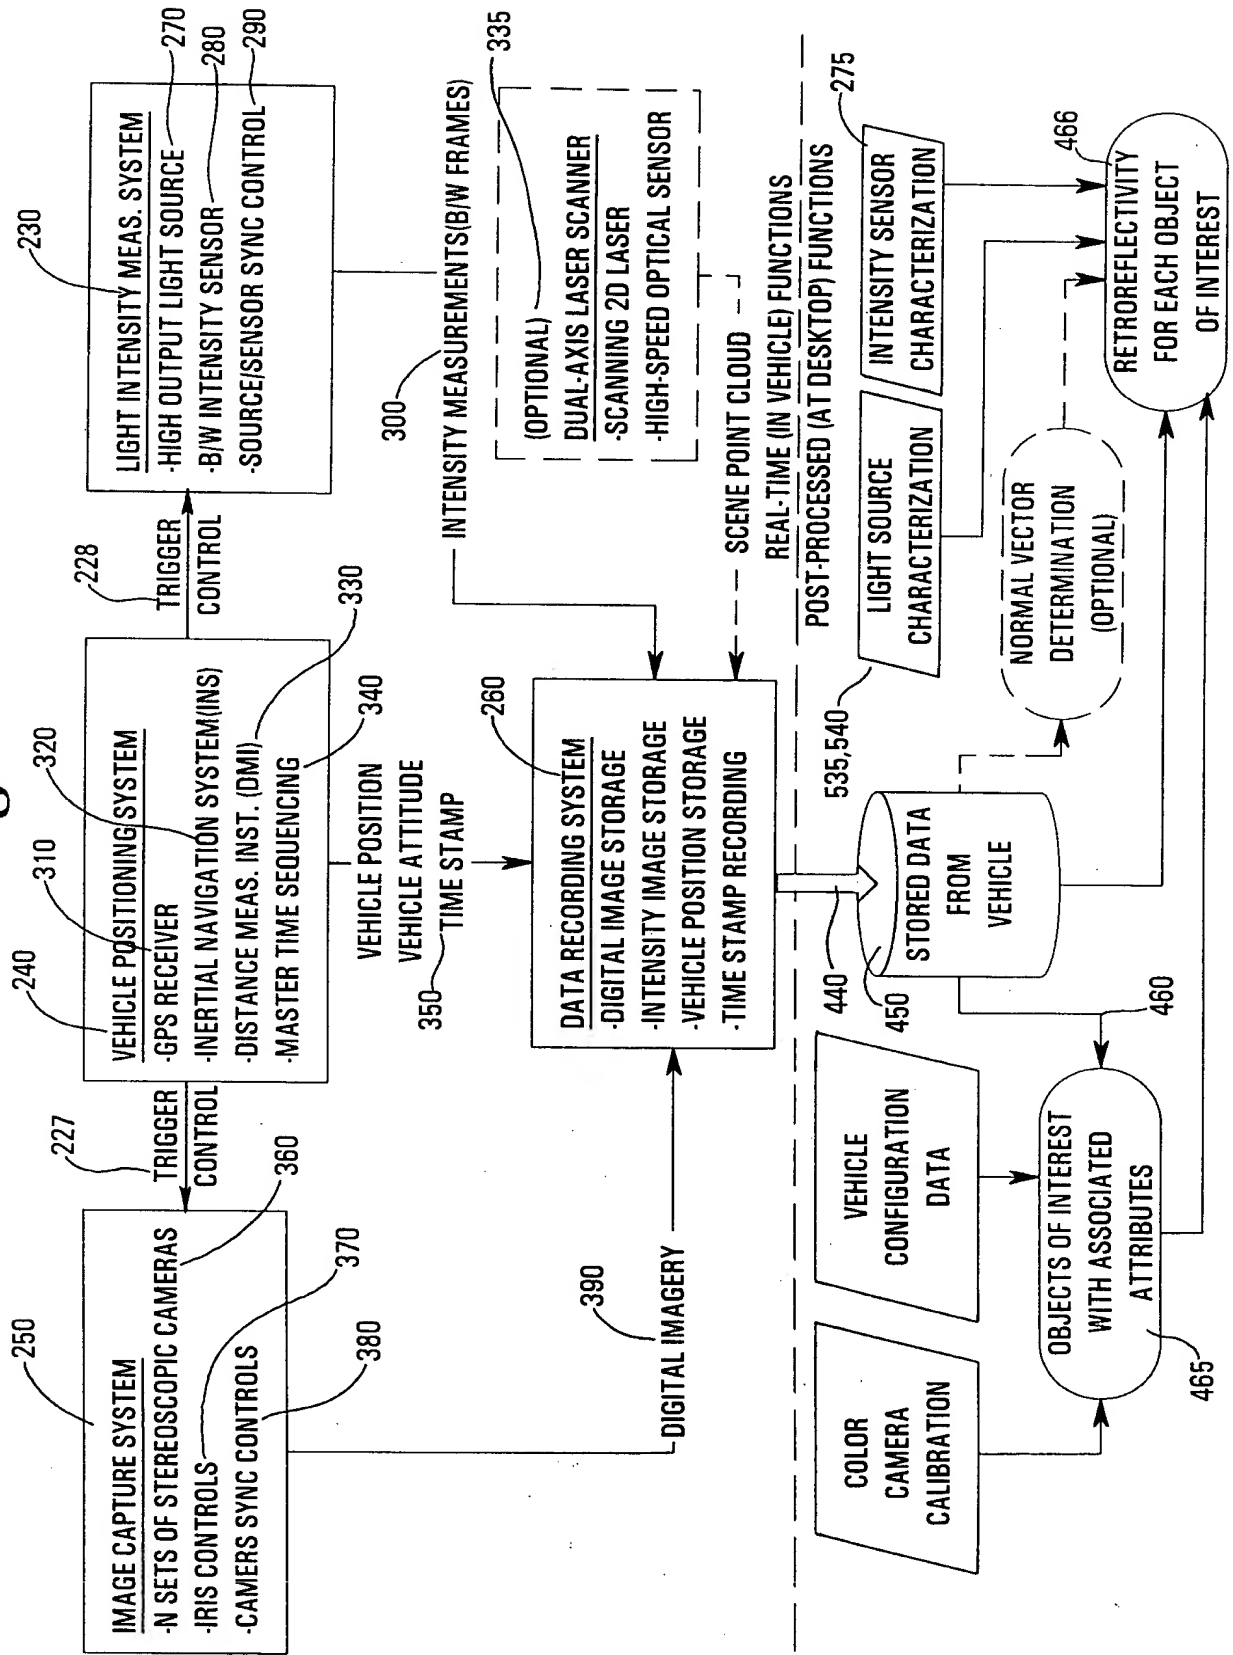 250
IMAGE CAPTURE SYSTEM
·N SETS OF STEREOSCOPIC CAMERAS
·IRIS CONTROLS
·CAMERS SYNC CONTROLS
360
370
380
227
TRIGGER
CONTROL
240
310
320
VEHICLE POSITIONING SYSTEM
·GPS RECEIVER
·INERTIAL NAVIGATION SYSTEM(INS)
·DISTANCE MEAS. INST. (DMI)
·MASTER TIME SEQUENCING
330
340
228
TRIGGER
CONTROL
230
LIGHT INTENSITY MEAS. SYSTEM
·HIGH OUTPUT LIGHT SOURCE
·B/W INTENSITY SENSOR
·SOURCE/SENSOR SYNC CONTROL
270
280
290
VEHICLE POSITION
VEHICLE ATTITUDE
TIME STAMP
350
300
INTENSITY MEASUREMENTS(B/W FRAMES)
335
(OPTIONAL)
DUAL-AXIS LASER SCANNER
·SCANNING 2D LASER
·HIGH-SPEED OPTICAL SENSOR
390
DIGITAL IMAGERY
260
DATA RECORDING SYSTEM
·DIGITAL IMAGE STORAGE
·INTENSITY IMAGE STORAGE
·VEHICLE POSITION STORAGE
·TIME STAMP RECORDING
SCENE POINT CLOUD
REAL-TIME (IN VEHICLE) FUNCTIONS
POST-PROCESSED (AT DESKTOP) FUNCTIONS
COLOR
CAMERA
CALIBRATION
VEHICLE
CONFIGURATION
DATA
440
450
STORED DATA
FROM
VEHICLE
460
535,540
LIGHT SOURCE
CHARACTERIZATION
275
INTENSITY SENSOR
CHARACTERIZATION
OBJECTS OF INTEREST
WITH ASSOCIATED
ATTRIBUTES
465
NORMAL VECTOR
DETERMINATION
(OPTIONAL)
466
RETROREFLECTIVITY
FOR EACH OBJECT
OF INTEREST